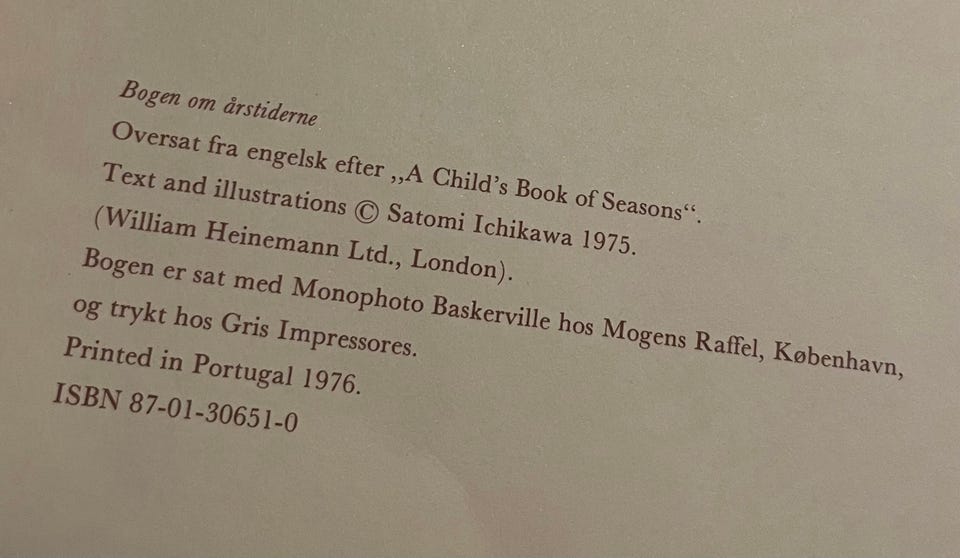 Bogen om årstiderne
Oversat fra engelsk efter „A Child's Book of Seasons“.
Text and illustrations © Satomi Ichikawa 1975.
(William Heinemann Ltd., London).
Bogen er sat med Monophoto Baskerville hos Mogens Raffel, København,
og trykt hos Gris Impressores.
Printed in Portugal 1976.
ISBN 87-01-30651-0